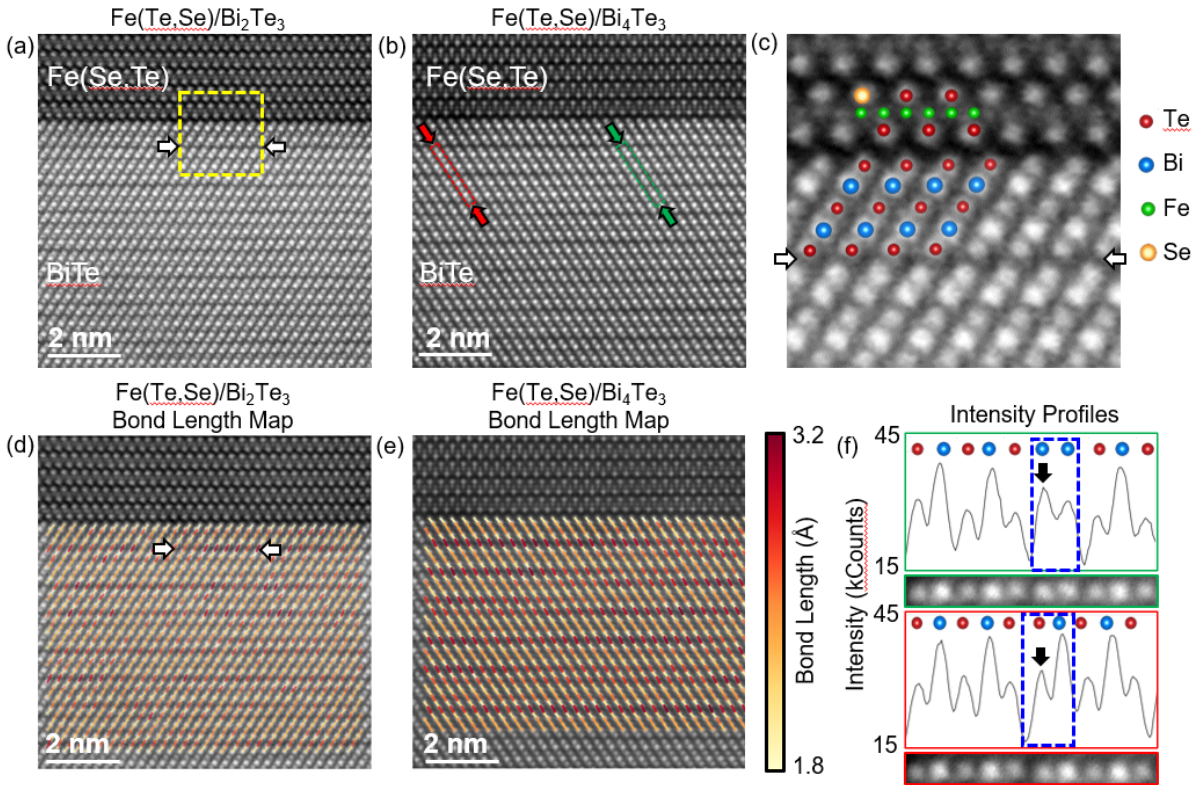 Fe(Te,Se)/Bi2Te3
Fe(Te,Se)/Bi4Te3
(a)
(b)
(c)
Fe(Se,Te)
Fe(Se,Te)
Te
Bi
Fe
Se
BiTe
BiTe
2 nm
2 nm
Fe(Te,Se)/Bi2Te3
Bond Length Map
Fe(Te,Se)/Bi4Te3
Bond Length Map
Intensity Profiles
(d)
(e)
(f)
3.2
Bond Length (Å)
1.8
45
15
45
15
Intensity (kCounts)
2 nm
2 nm